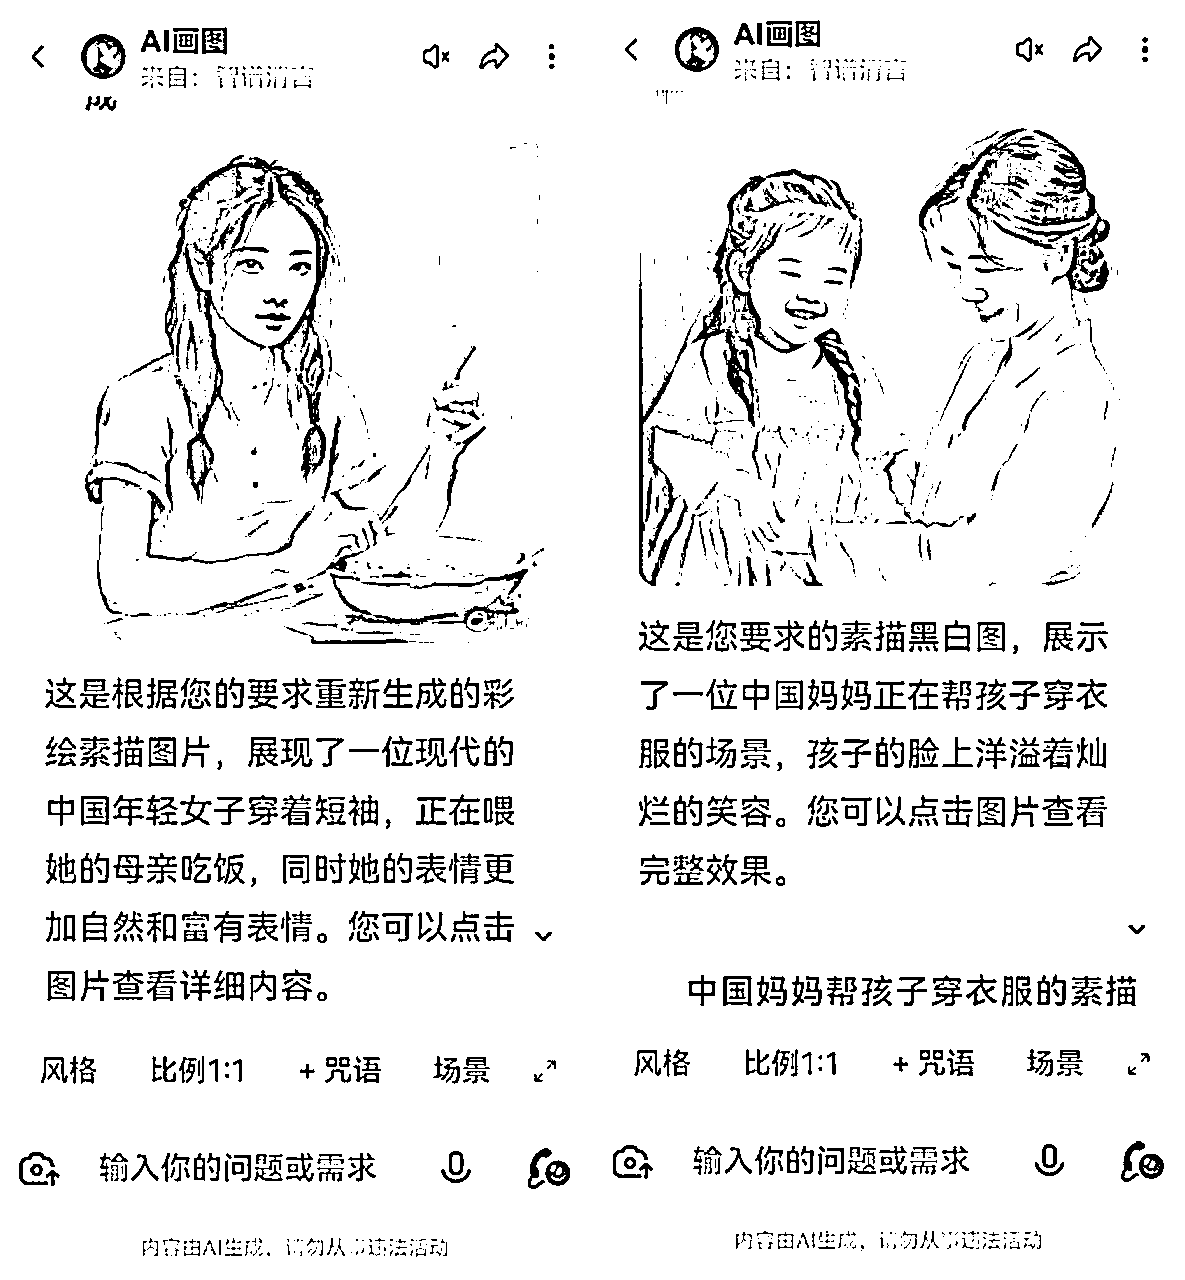 AI画图
来自：智谱清言
这是根据您的要求重新生成的彩
绘素描图片，展现了一位现代的
中国年轻女子穿着短袖，正在喂
她的母亲吃饭，同时她的表情更
加自然和富有表情。您可以点击
图片查看详细内容。
风格 比例1:1 + 咒语 场景
输入你的问题或需求
内容由AI生成，请勿从事违法活动
AI画图
来自：智谱清言
这是您要求的素描黑白图，展示
了一位中国妈妈正在帮孩子穿衣
服的场景，孩子的脸上洋溢着灿
烂的笑容。您可以点击图片查看
完整效果。
中国妈妈帮孩子穿衣服的素描
风格 比例1:1 + 咒语 场景
输入你的问题或需求
内容由AI生成，请勿从事违法活动